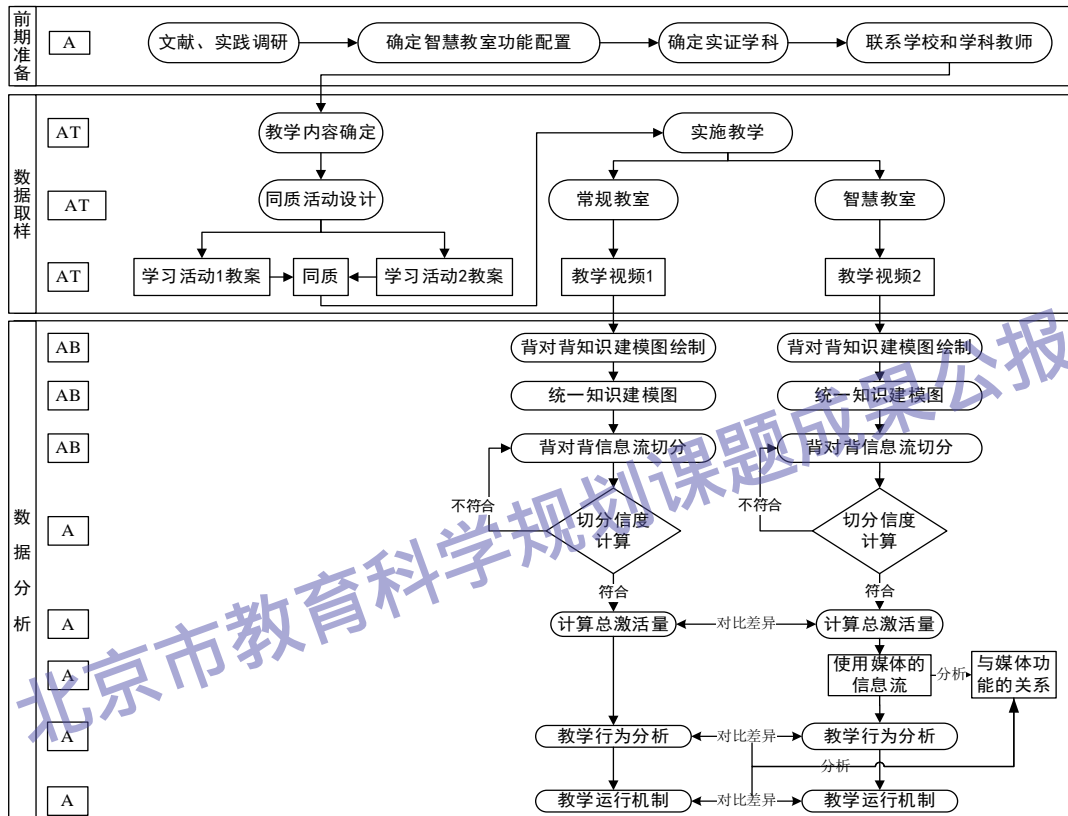 前期准备
A
文献、实践调研
确定智慧教室功能配置
确定实证学科
联系学校和学科教师
数据取样
AT
教学内容确定
实施教学
AT
同质活动设计
常规教室
智慧教室
AT
学习活动1教案
同质
学习活动2教案
教学视频1
教学视频2
数据分析
AB
背对背知识建模图绘制
背对背知识建模图绘制
AB
统一知识建模图
统一知识建模图
AB
背对背信息流切分
背对背信息流切分
不符合
不符合
A
切分信度
计算
切分信度
计算
符合
符合
A
计算总激活量
对比差异
计算总激活量
A
使用媒体的
信息流
分析
与媒体功
能的关系
A
教学行为分析
对比差异
教学行为分析
分析
A
教学运行机制
对比差异
教学运行机制
北京市教育科学规划课题成果公报